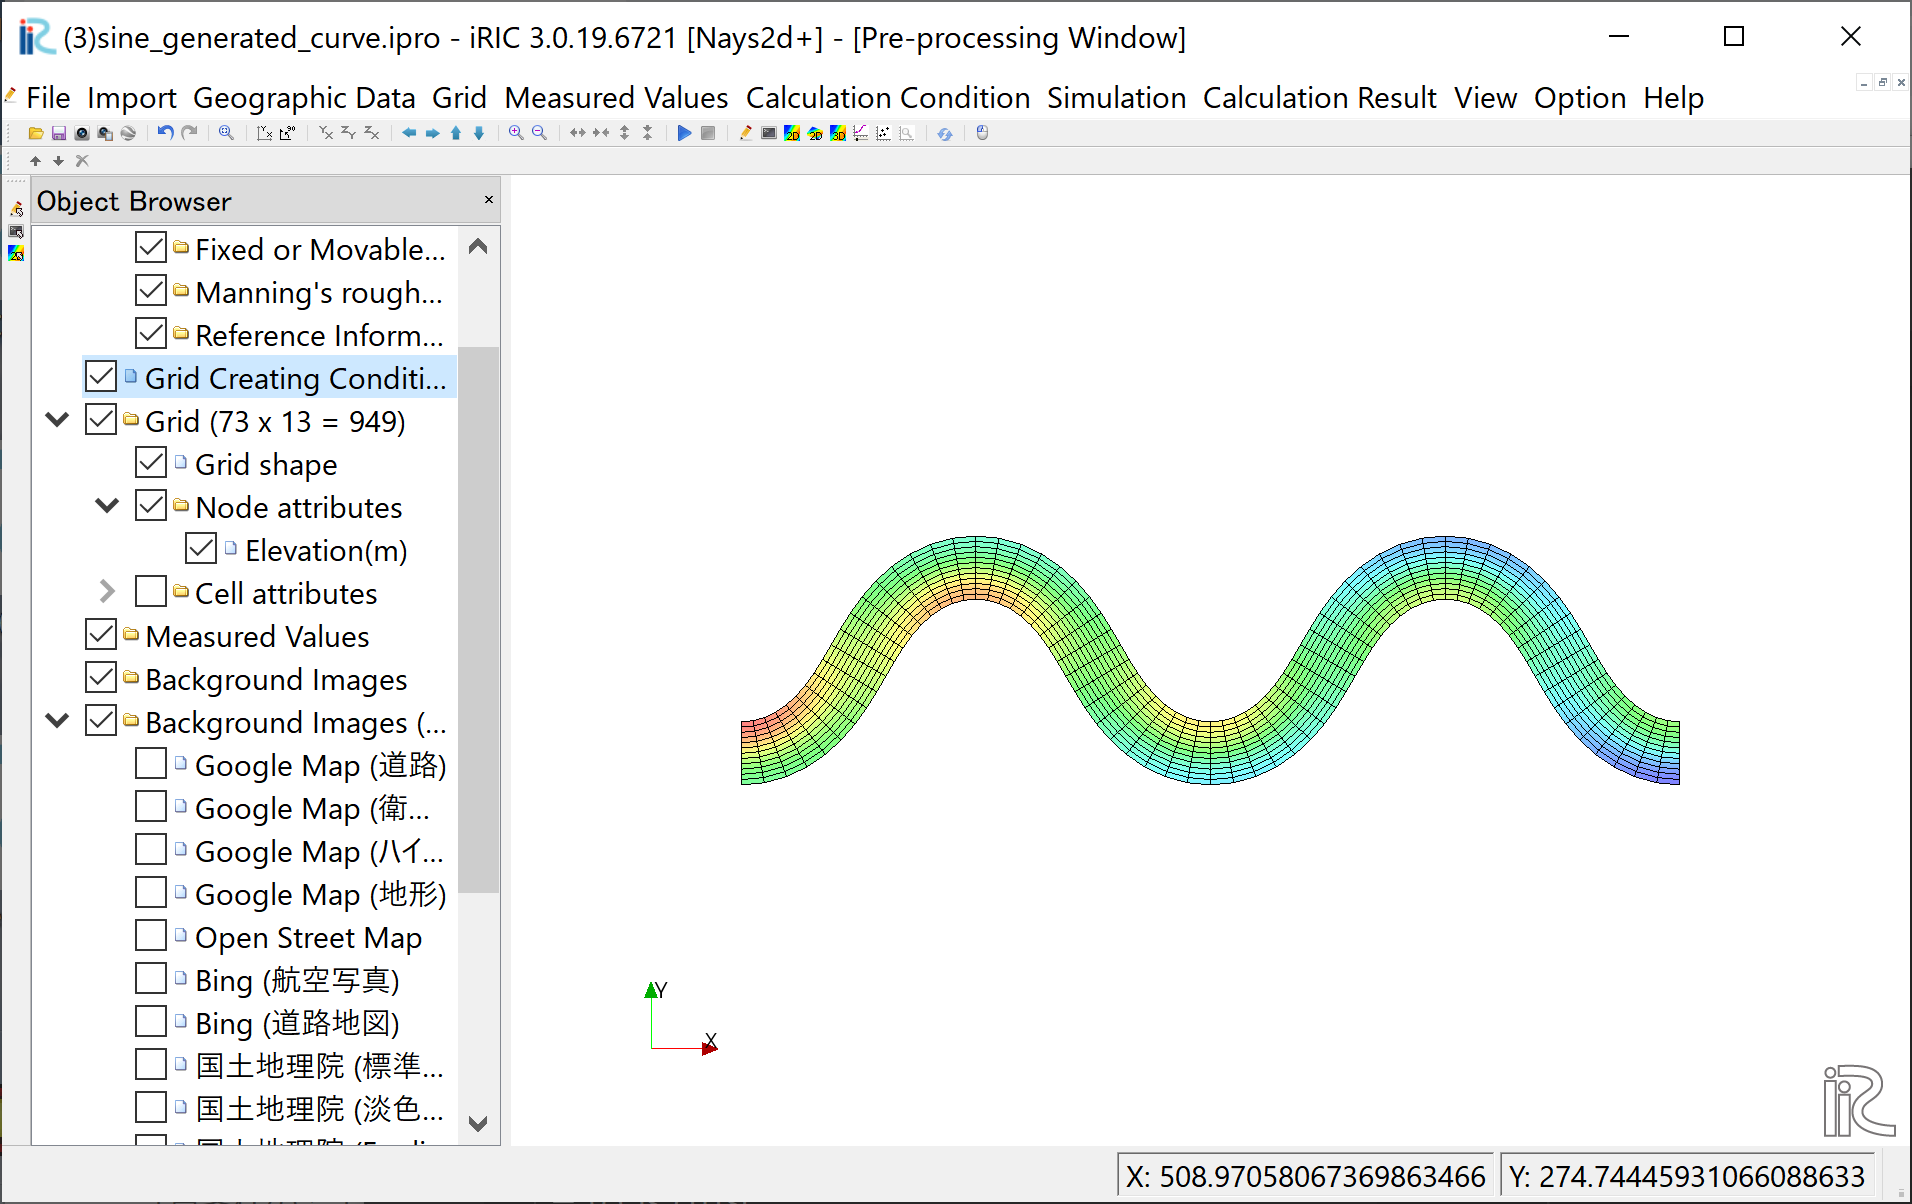 (3)sine_generated_curve.ipro - iRIC 3.0.19.6721 [Nays2d+] - [Pre-processing Window]
File Import Geographic Data Grid Measured Values Calculation Condition Simulation Calculation Result View Option Help
Object Browser
Fixed or Movable...
Manning's rough...
Reference Inform...
Grid Creating Conditi...
Grid (73 x 13 = 949)
Grid shape
Node attributes
Elevation(m)
Cell attributes
Measured Values
Background Images
Background Images (...
Google Map (道路)
Google Map (衛...
Google Map (ハイ...
Google Map (地形)
Open Street Map
Bing (航空写真)
Bing (道路地図)
国土地理院 (標準...
国土地理院 (淡色...
Y
X
iRIC
X: 508.97058067369863466
Y: 274.74445931066088633